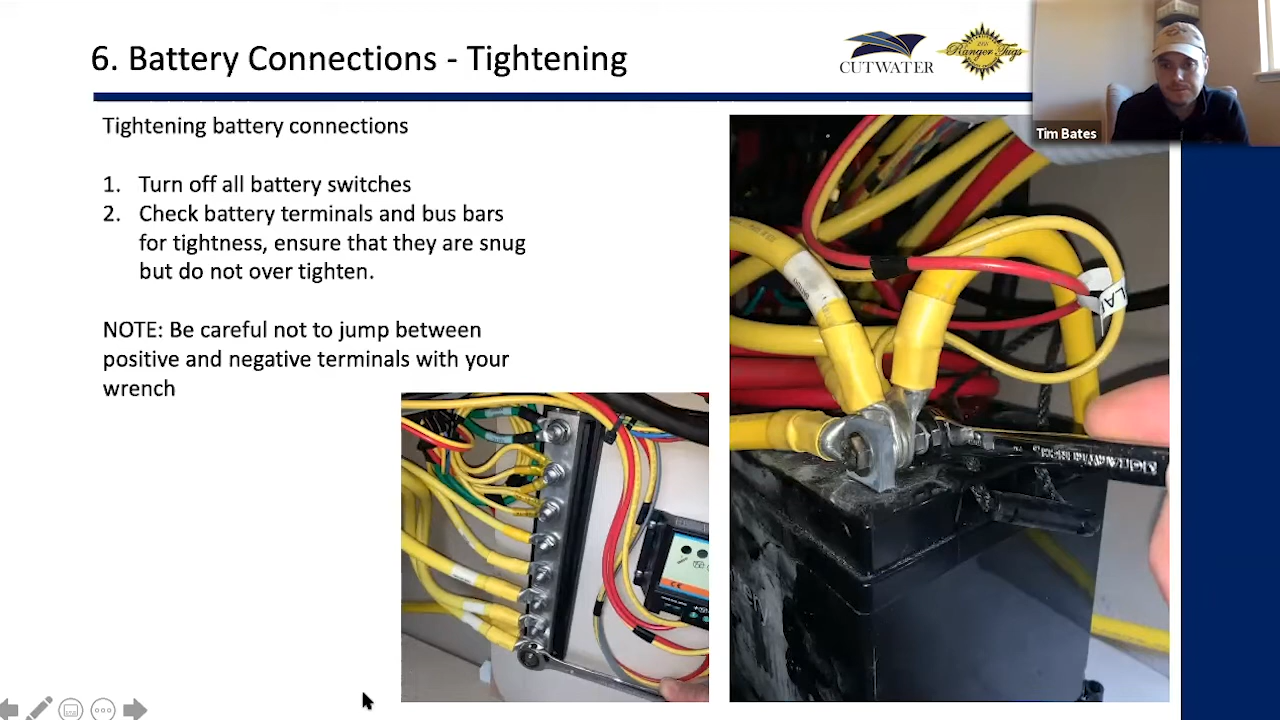 6. Battery Connections - Tightening
CUTWATER
Ranger Tugs
Tim Bates
Tightening battery connections
1. Turn off all battery switches
2. Check battery terminals and bus bars
for tightness, ensure that they are snug
but do not over tighten.
NOTE: Be careful not to jump between
positive and negative terminals with your
wrench
LA